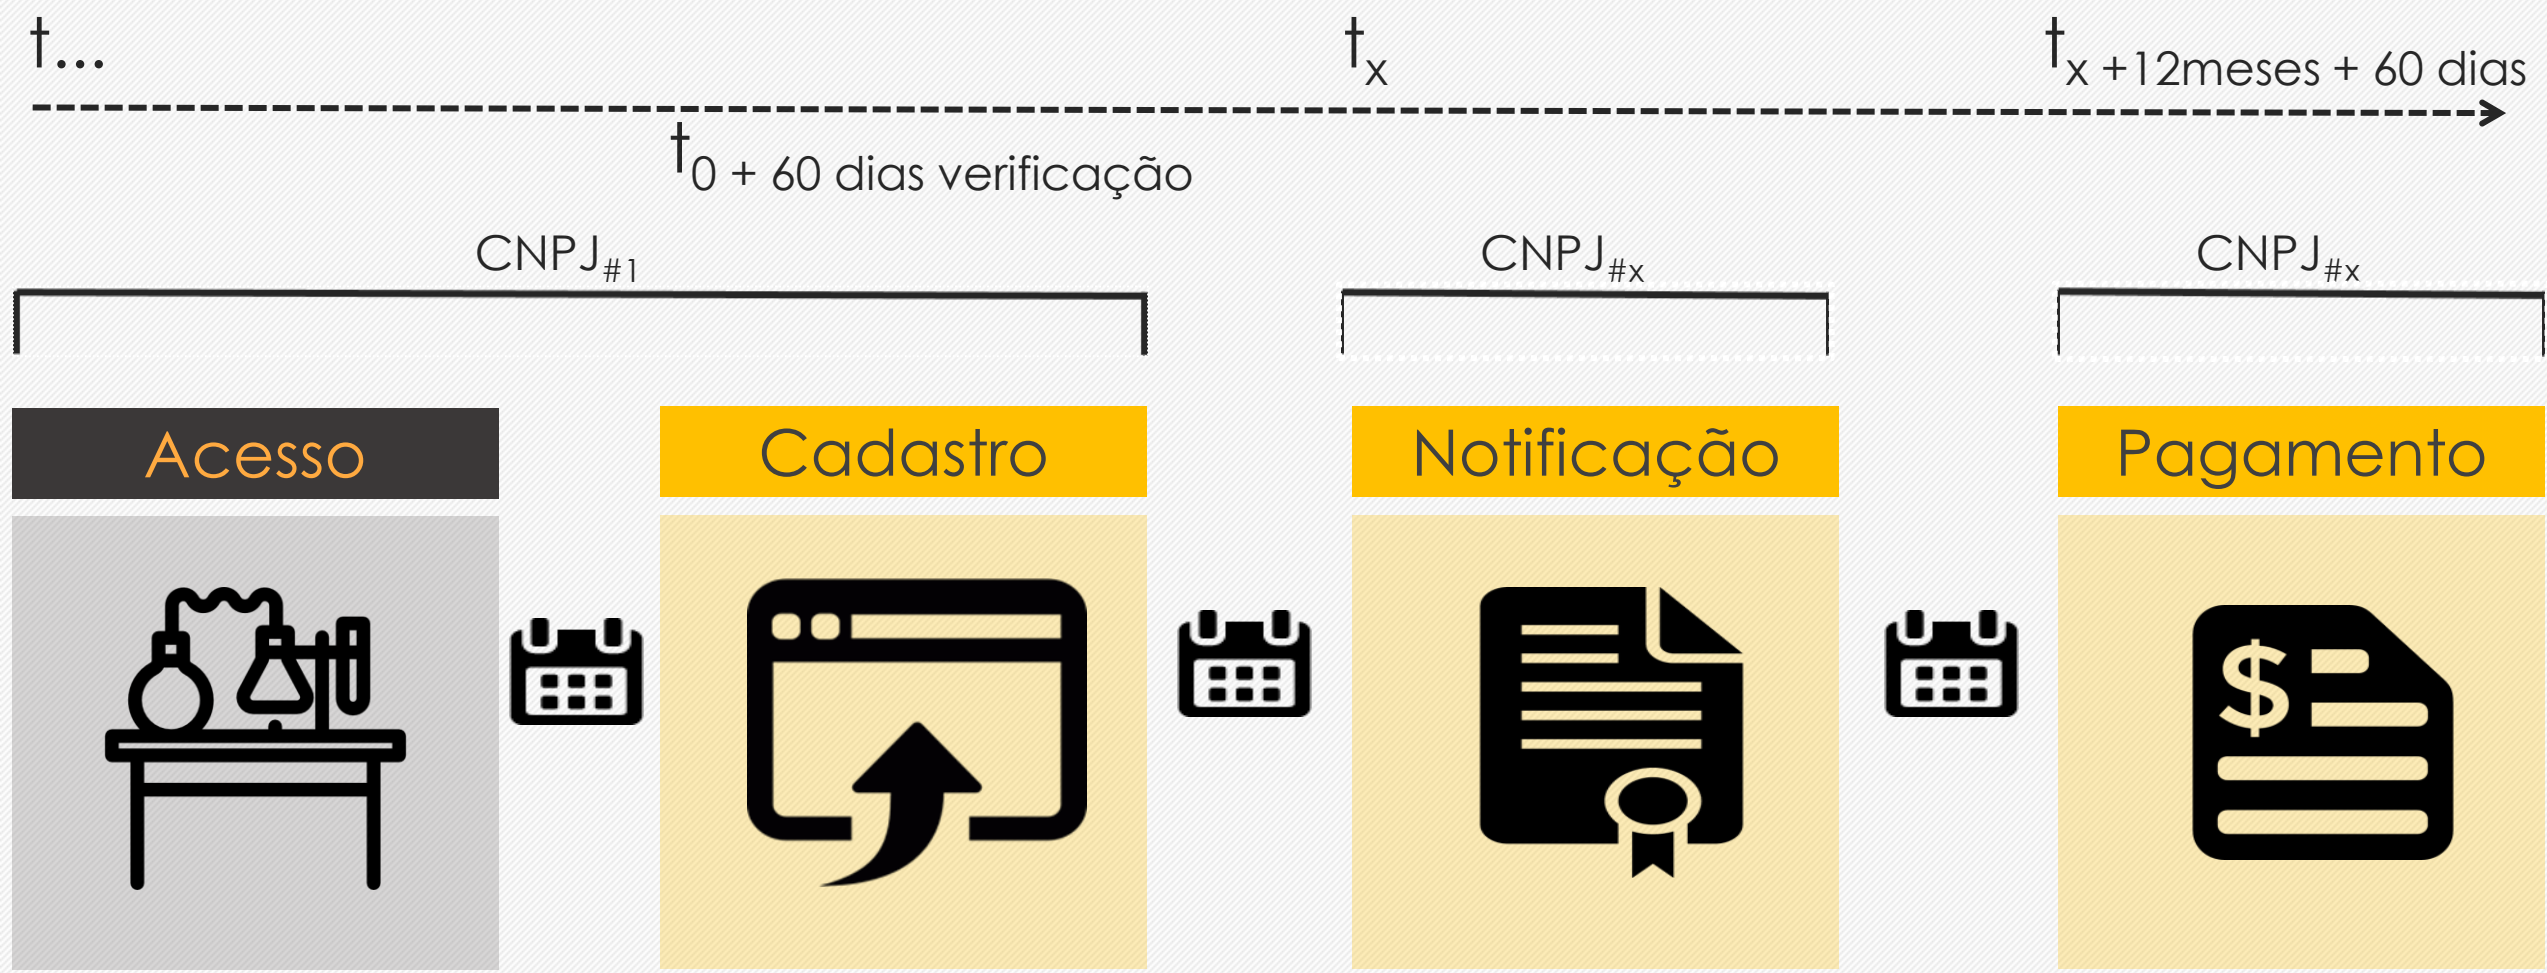 t...
tx
tx +12meses + 60 dias
t0 + 60 dias verificação
CNPJ#1
CNPJ#x
CNPJ#x
Acesso
Cadastro
Notificação
Pagamento
$